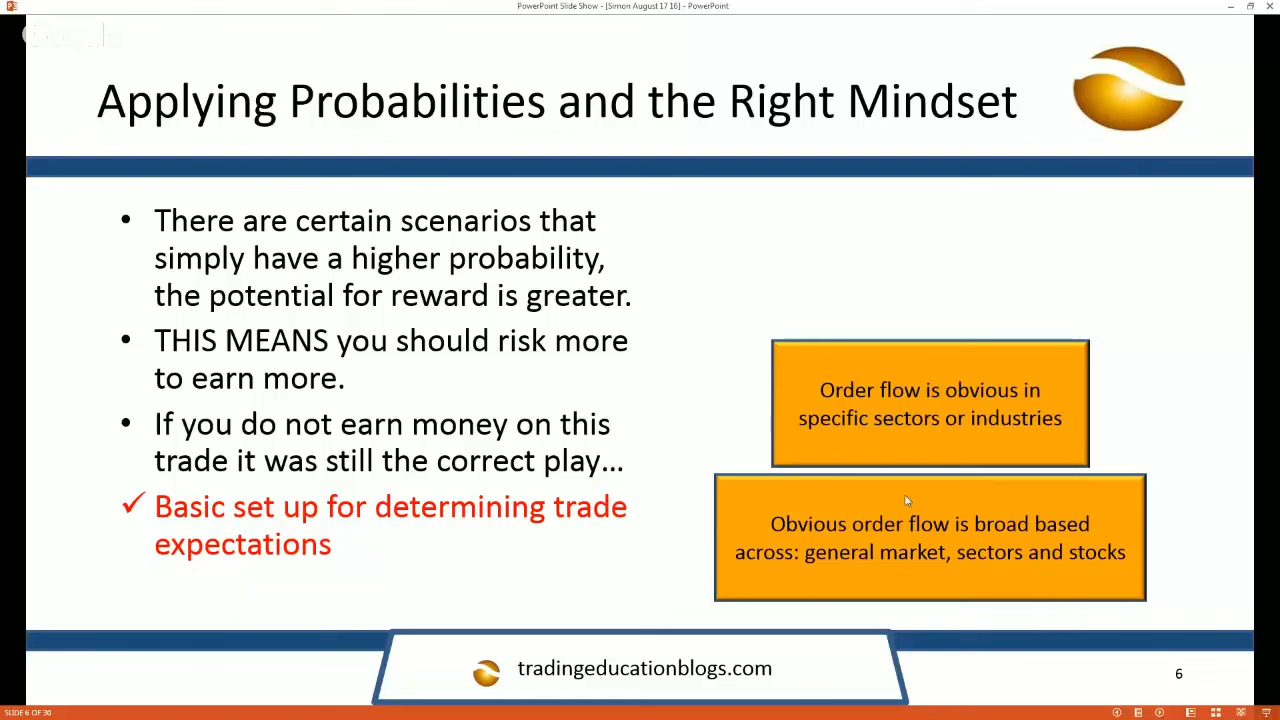 PowerPoint Slide Show - [Simon August 17 16] - PowerPoint
Applying Probabilities and the Right Mindset
• There are certain scenarios that
simply have a higher probability,
the potential for reward is greater.
• THIS MEANS you should risk more
to earn more.
• If you do not earn money on this
trade it was still the correct play...
✓ Basic set up for determining trade
expectations
Order flow is obvious in
specific sectors or industries
Obvious order flow is broad based
across: general market, sectors and stocks
tradingeducationblogs.com
6
SLIDE 6 OF 30